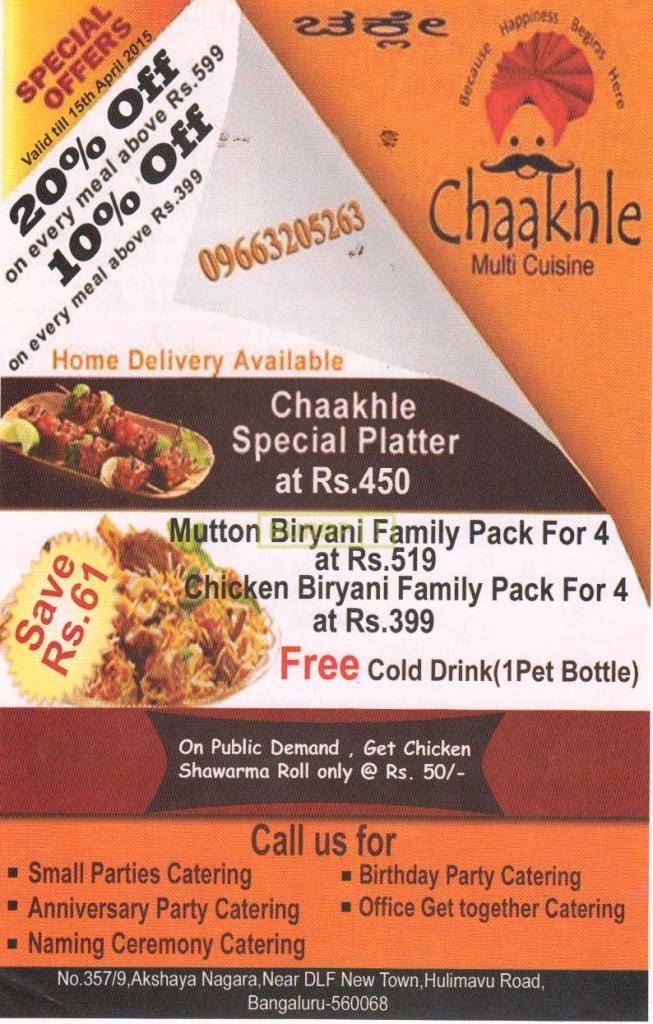 SPECIAL
OFFERS
Valid till 15th April 2015
20% Off
on every meal above Rs.599
10% Off
on every meal above Rs.399
ಚಕ್ಲೇ
Because Happiness Begins Here
Chaakhle
Multi Cuisine
09663205263
Home Delivery Available
Chaakhle
Special Platter
at Rs.450
Save
Rs.61
Mutton Biryani Family Pack For 4
at Rs.519
Chicken Biryani Family Pack For 4
at Rs.399
Free Cold Drink(1Pet Bottle)
On Public Demand , Get Chicken
Shawarma Roll only @ Rs. 50/-
Call us for
▪ Small Parties Catering
▪ Birthday Party Catering
▪ Anniversary Party Catering
▪ Office Get together Catering
▪ Naming Ceremony Catering
No.357/9,Akshaya Nagara,Near DLF New Town,Hulimavu Road,
Bangaluru-560068